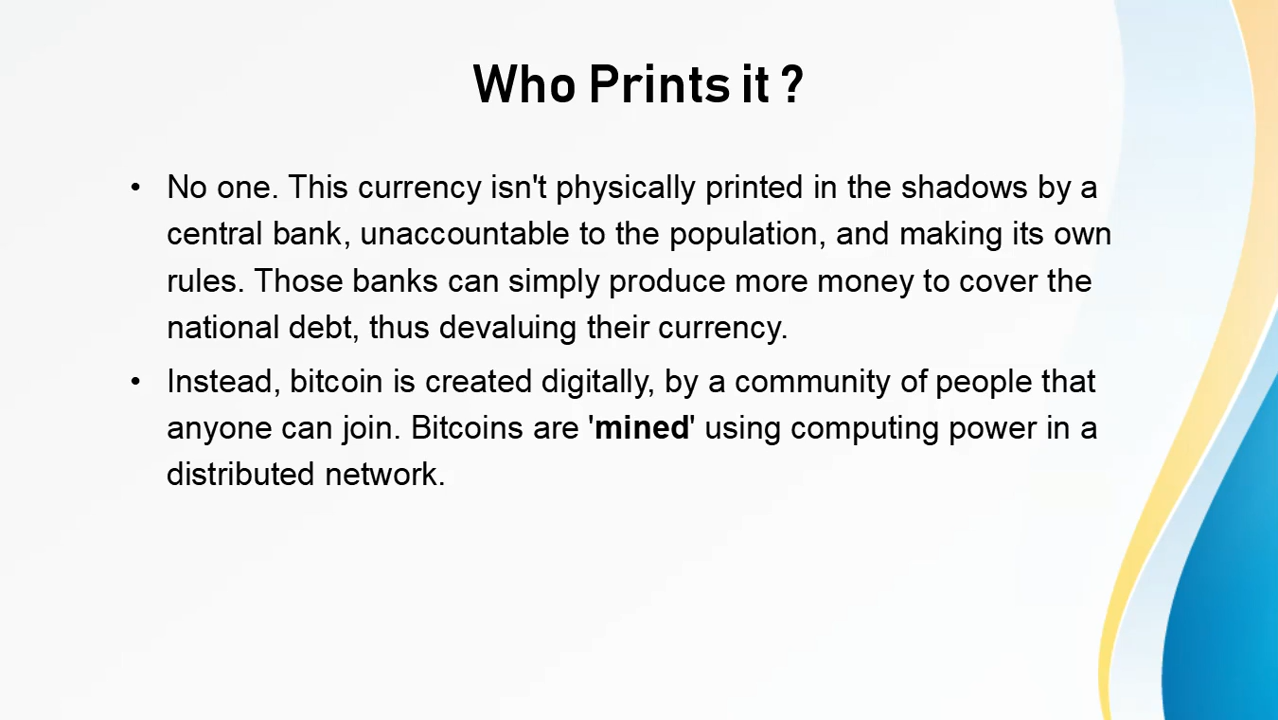 Who Prints it ?
• No one. This currency isn't physically printed in the shadows by a
central bank, unaccountable to the population, and making its own
rules. Those banks can simply produce more money to cover the
national debt, thus devaluing their currency.
• Instead, bitcoin is created digitally, by a community of people that
anyone can join. Bitcoins are 'mined' using computing power in a
distributed network.